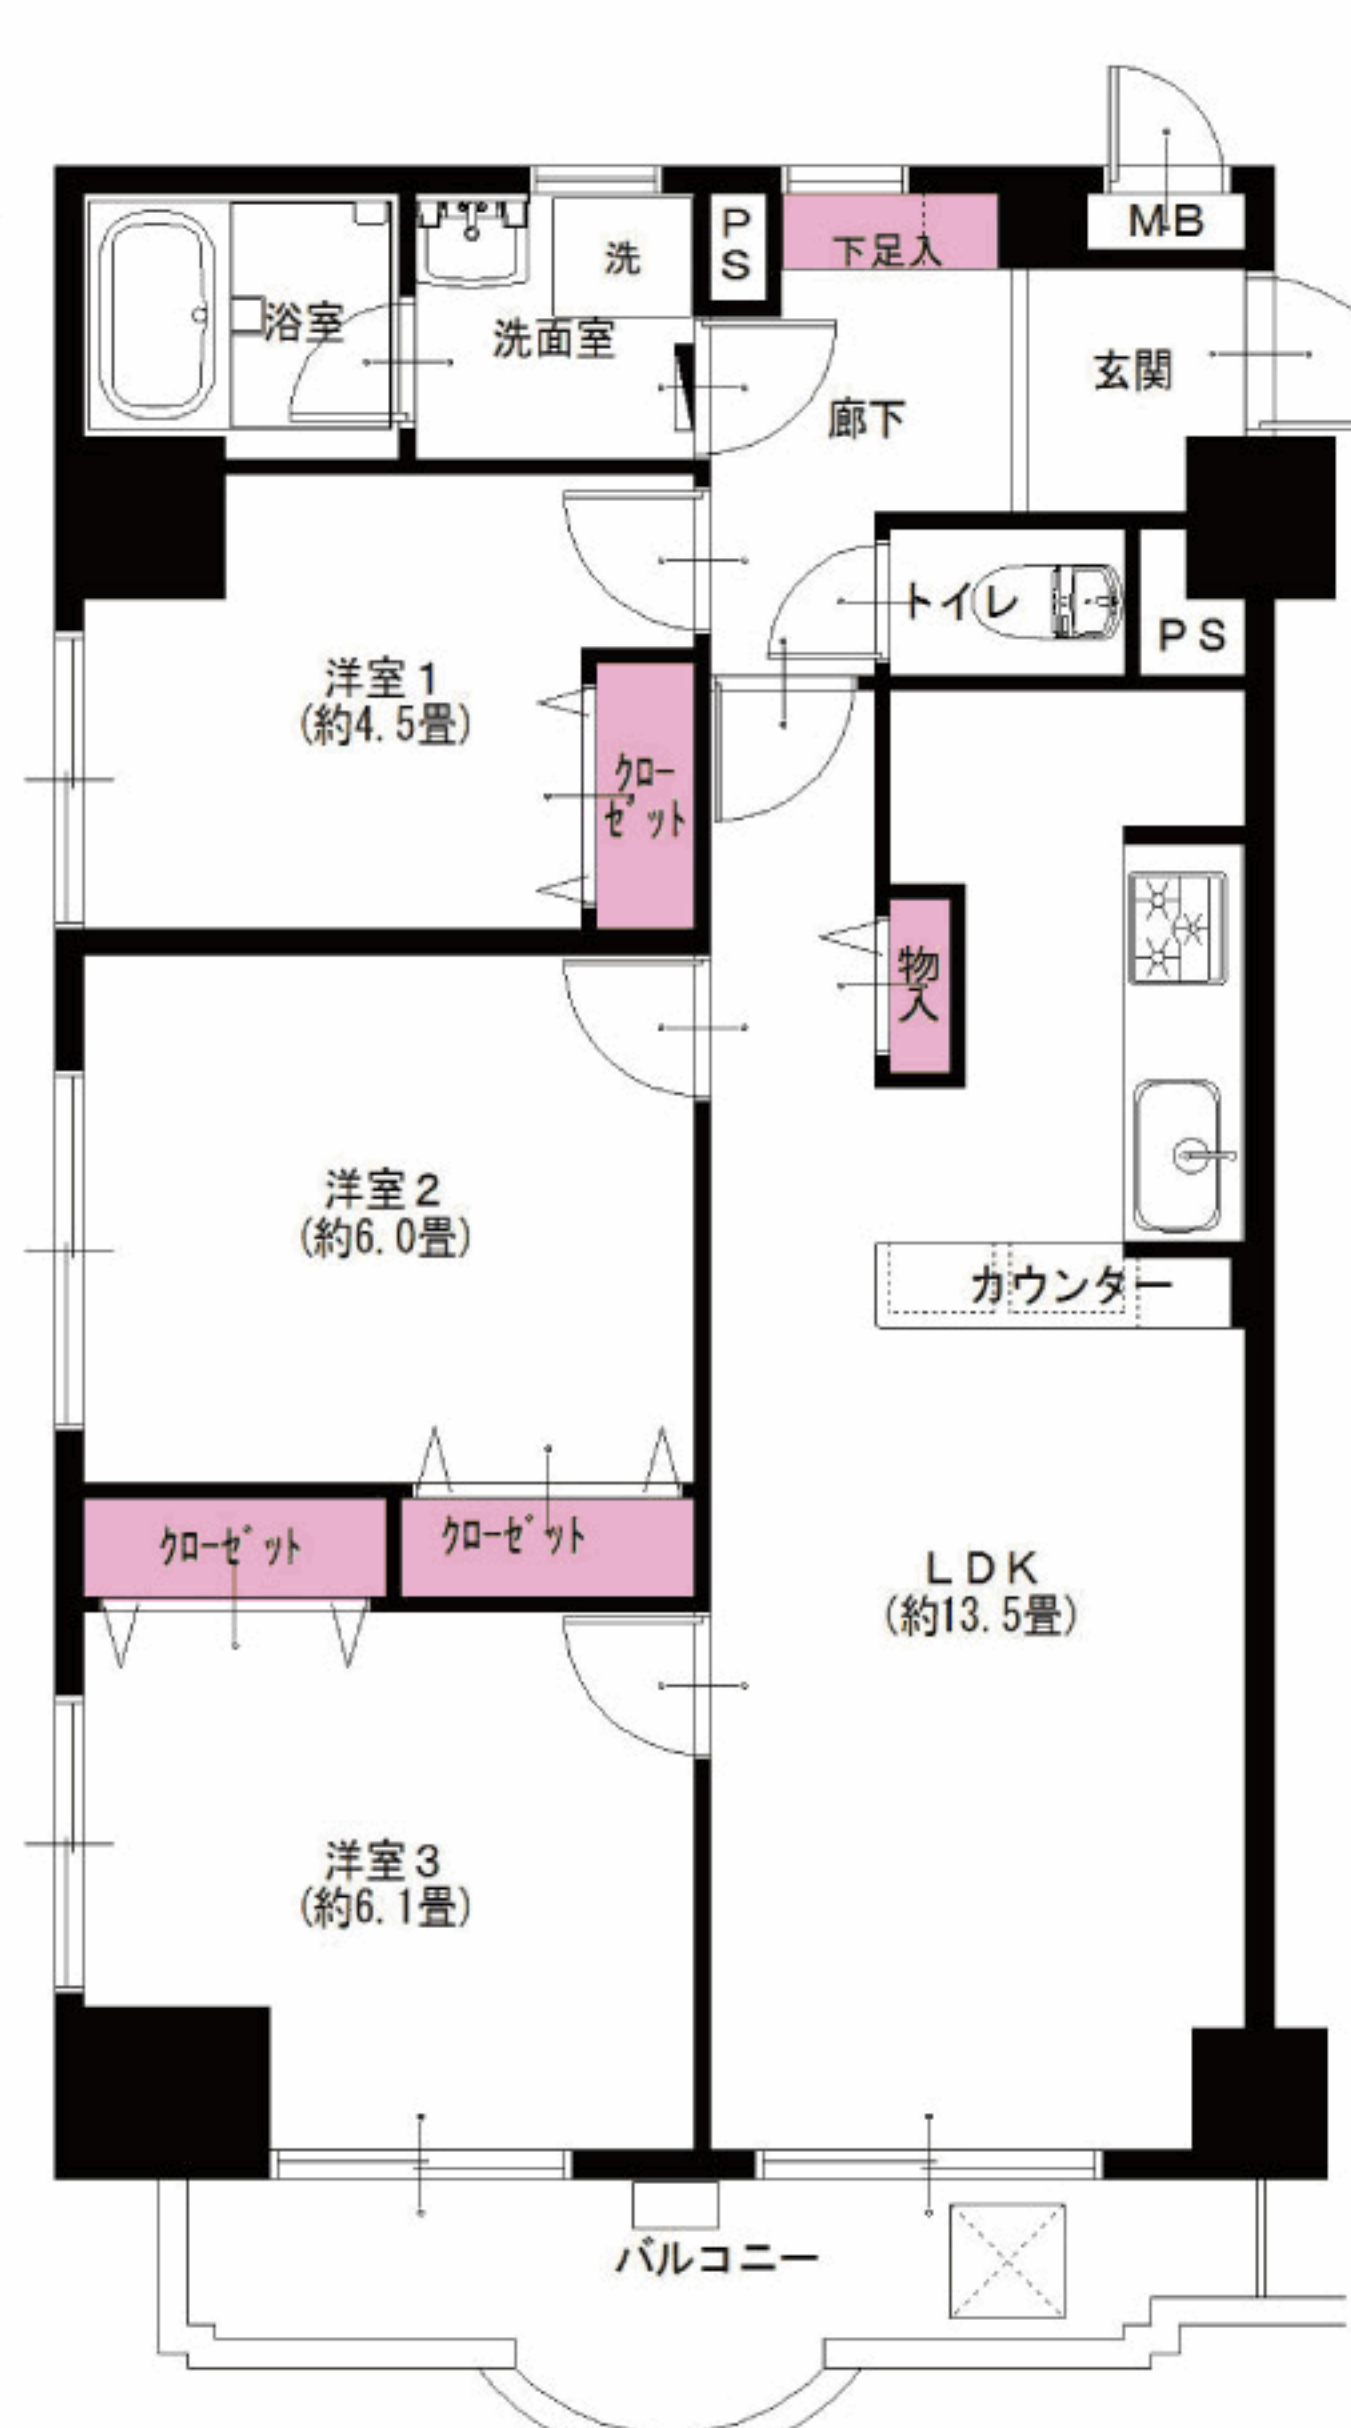 MB
PS
下足入
洗
浴室
洗面室
玄関
廊下
トイレ
PS
洋室1
(約4.5畳)
ｸﾛｰ
ｾﾞｯﾄ
物
入
洋室2
(約6.0畳)
カウンター
ｸﾛｰｾﾞｯﾄ
ｸﾛｰｾﾞｯﾄ
LDK
(約13.5畳)
洋室3
(約6.1畳)
バルコニー